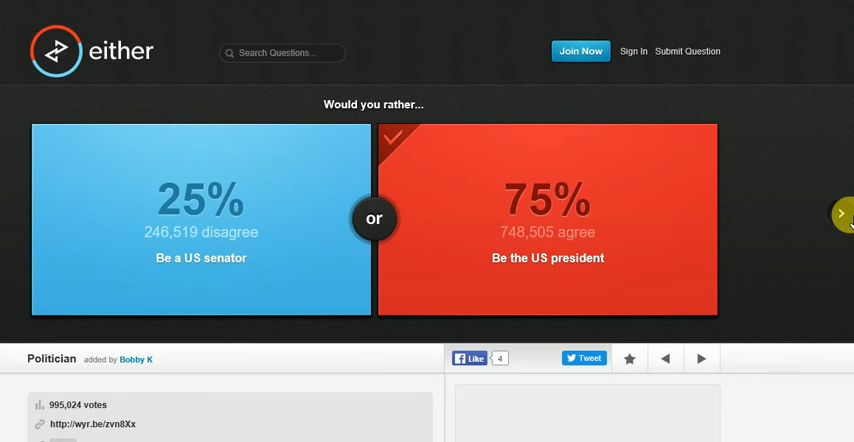 either
Search Questions...
Join Now
Sign In
Submit Question
Would you rather...
25%
246,519 disagree
Be a US senator
or
75%
748,505 agree
Be the US president
Politician added by Bobby K
Like
4
Tweet
995,024 votes
http://wyr.be/zvn8Xx